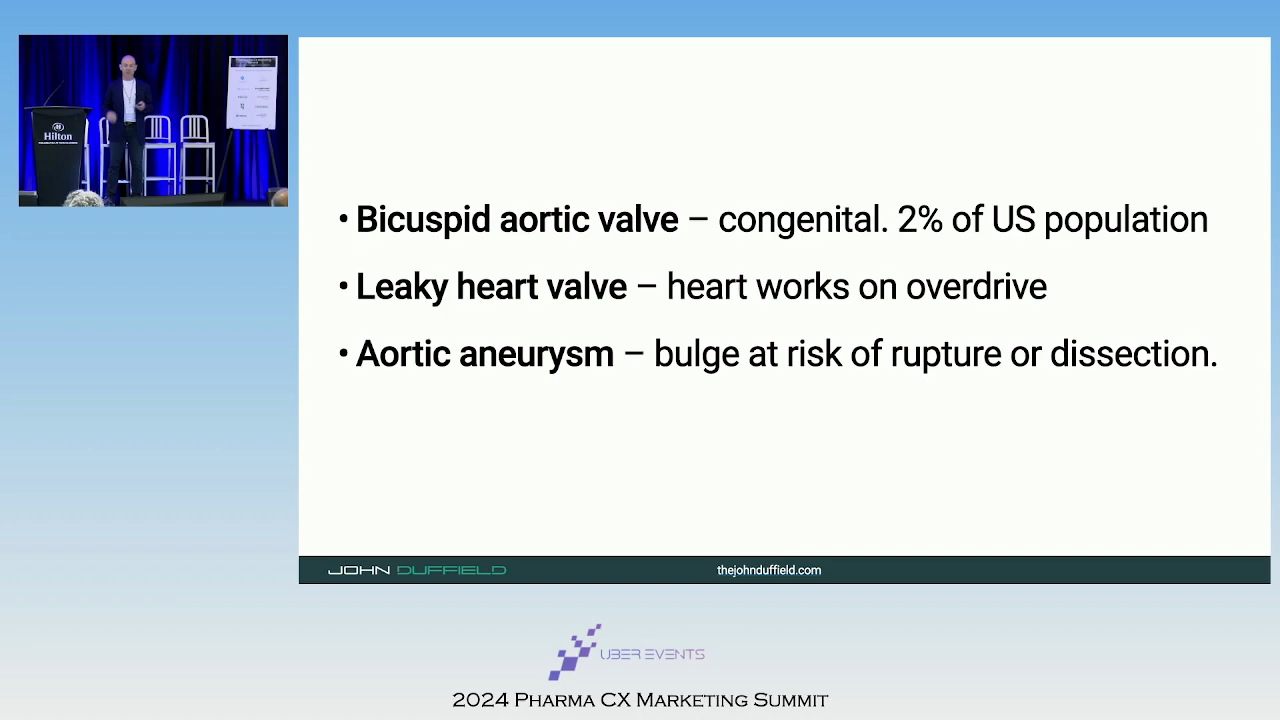 Hilton
• Bicuspid aortic valve – congenital. 2% of US population
• Leaky heart valve – heart works on overdrive
• Aortic aneurysm – bulge at risk of rupture or dissection.
JOHN DUFFIELD
thejohnduffield.com
UBER EVENTS
2024 Pharma CX Marketing Summit